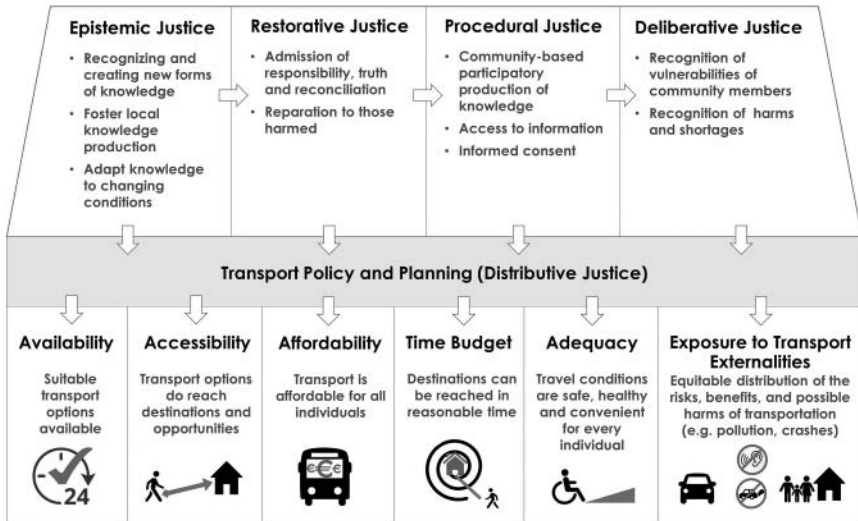 Epistemic Justice
• Recognizing and
creating new forms
of knowledge
• Foster local
knowledge
production
• Adapt knowledge
to changing
conditions
Restorative Justice
• Admission of
responsibility, truth
and reconciliation
• Reparation to those
harmed
Procedural Justice
• Community-based
participatory
production of
knowledge
• Access to information
• Informed consent
Deliberative Justice
• Recognition of
vulnerabilities of
community members
• Recognition of harms
and shortages
Transport Policy and Planning (Distributive Justice)
Availability
Suitable
transport
options
available
24
Accessibility
Transport options
do reach
destinations and
opportunities
Affordability
Transport is
affordable for all
individuals
€€€
Time Budget
Destinations can
be reached in
reasonable time
Adequacy
Travel conditions
are safe, healthy
and convenient
for every
individual
Exposure to Transport
Externalities
Equitable distribution of the
risks, benefits, and possible
harms of transportation
(e.g. pollution, crashes)